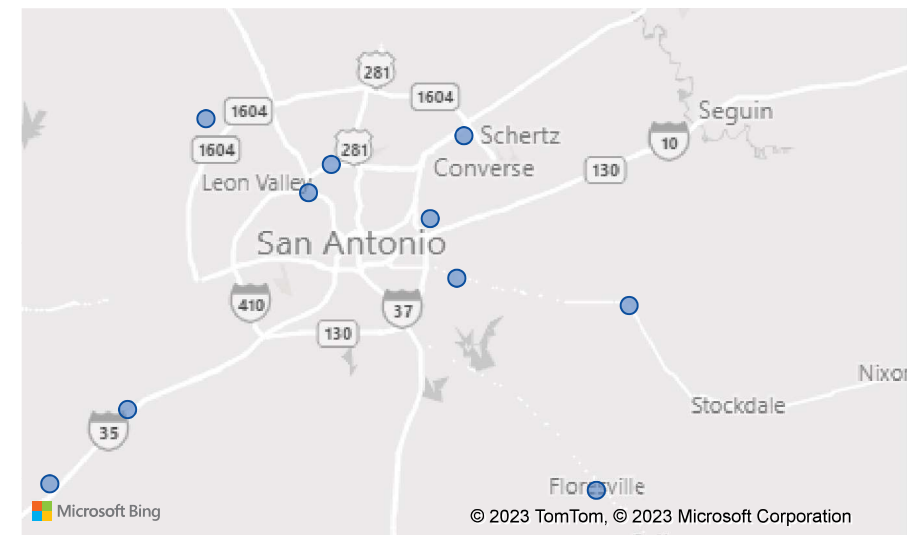 281
1604
1604
Seguin
Schertz
10
281
1604
Converse
130
Leon Valley
San Antonio
410
37
130
Nixon
Stockdale
35
Floresville
Microsoft Bing
© 2023 TomTom, © 2023 Microsoft Corporation